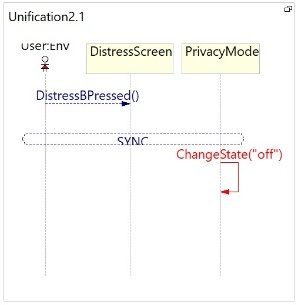 Unification2.1
User:Env
DistressScreen
PrivacyMode
DistressBPressed()
SYNC
ChangeState("off")